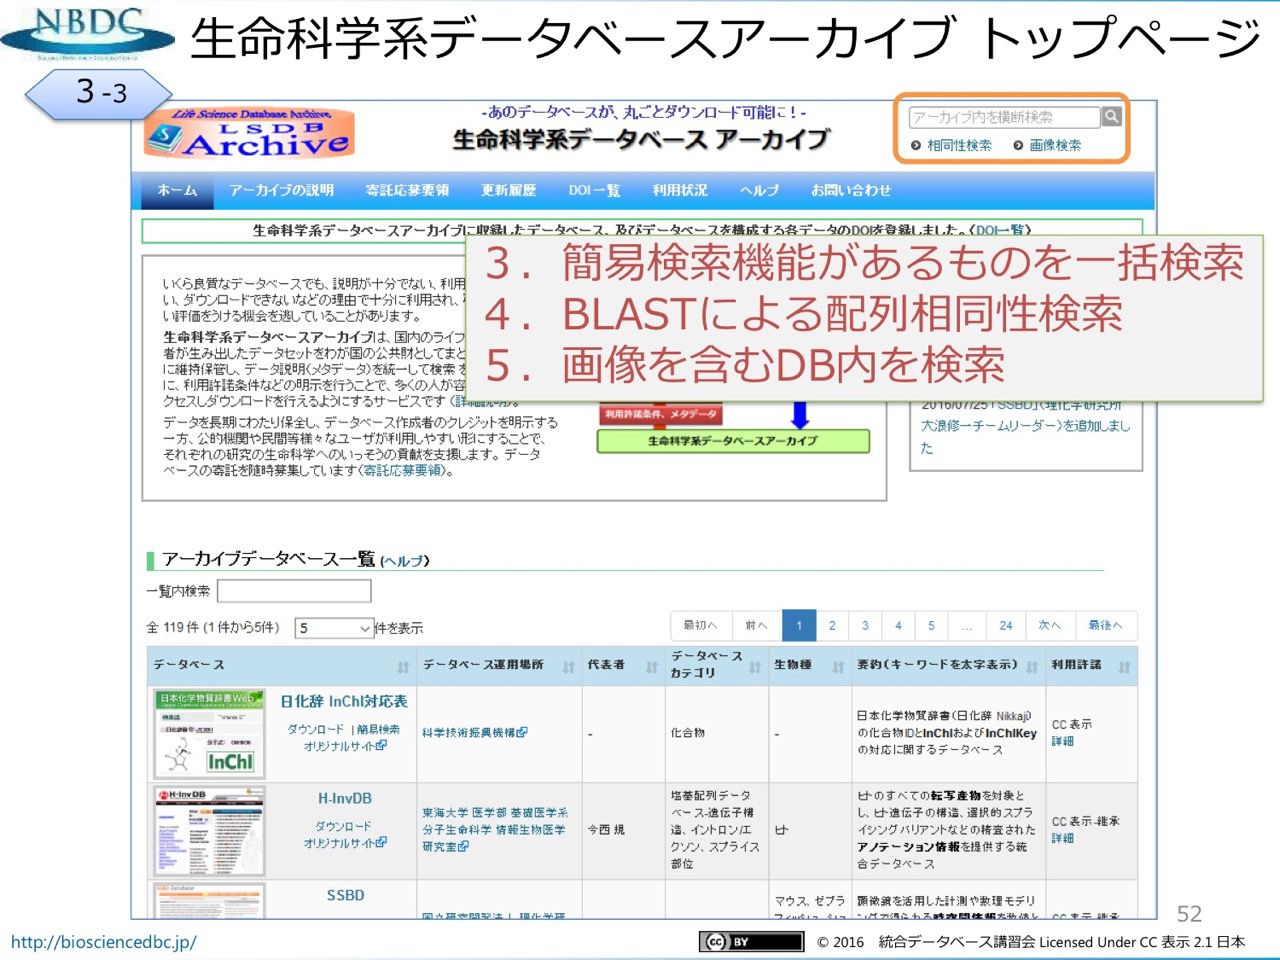 NBDC
生命科学系データベースアーカイブ トップページ
3-3
Life Science Database Archive
LSDB
Archive
-あのデータベースが、丸ごとダウンロード可能に!-
生命科学系データベース アーカイブ
アーカイブ内を横断検索
相同性検索 画像検索
ホーム アーカイブの説明 寄託応募要領 更新履歴 DOI一覧 利用状況 ヘルプ お問い合わせ
生命科学系データベースアーカイブに収録したデータベース、及びデータベースを構成する各データのDOIを登録しました。(DOI一覧)
3. 簡易検索機能があるものを一括検索
4. BLASTによる配列相同性検索
5. 画像を含むDB内を検索
いくら良質なデータベースでも、説明が十分でない、利用
い、ダウンロードできないなどの理由で十分に利用され、
い評価をうける機会を逃していることがあります。
生命科学系データベースアーカイブは、国内のライフ
者が生み出したデータセットをわが国の公共財としてまと
に維持保管し、データ説明(メタデータ)を統一して検索を
に、利用許諾条件などの明示を行うことで、多くの人が容
クセスしダウンロードを行えるようにするサービスです(詳細説明)。
データを長期にわたり保全し、データベース作成者のクレジットを明示する
一方、公的機関や民間等様々なユーザが利用しやすい形にすることで、
それぞれの研究の生命科学へのいっそうの貢献を支援します。データ
ベースの寄託を随時募集しています(寄託応募要領)。
利用許諾条件、メタデータ
生命科学系データベースアーカイブ
2016/07/25「SSBD」(理化学研究所
大浪修一チームリーダー)を追加しまし
た
アーカイブデータベース一覧 (ヘルプ)
一覧内検索
全 119 件 (1 件から5件) 5 件を表示
最初へ 前へ 1 2 3 4 5 ... 24 次へ 最後へ
データベース データベース運用場所 代表者 データベースカテゴリ 生物種 要約(キーワードを太字表示) 利用許諾
日本化学物質辞書Web
InChI
日化辞 InChI対応表
ダウンロード | 簡易検索
オリジナルサイト
科学技術振興機構
-
化合物
-
日本化学物質辞書(日化辞 Nikkaji)
の化合物IDとInChIおよびInChIKey
の対応に関するデータベース
CC 表示
詳細
H-InvDB
H-InvDB
ダウンロード
オリジナルサイト
東海大学 医学部 基礎医学系
分子生命科学 情報生物医学
研究室
今西 規
塩基配列データ
ベース-遺伝子構
造、イントロン/エ
クソン、スプライス
部位
ヒト
ヒトのすべての転写産物を対象と
し、ヒト遺伝子の構造、選択的スプラ
イシングバリアントなどの精査された
アノテーション情報を提供する統
合データベース
CC 表示-継承
詳細
SSBD
マウス、ゼブラ
顕微鏡を活用した計測や数理モデリ
52
http://biosciencedbc.jp/
cc BY
© 2016 統合データベース講習会 Licensed Under CC 表示 2.1 日本